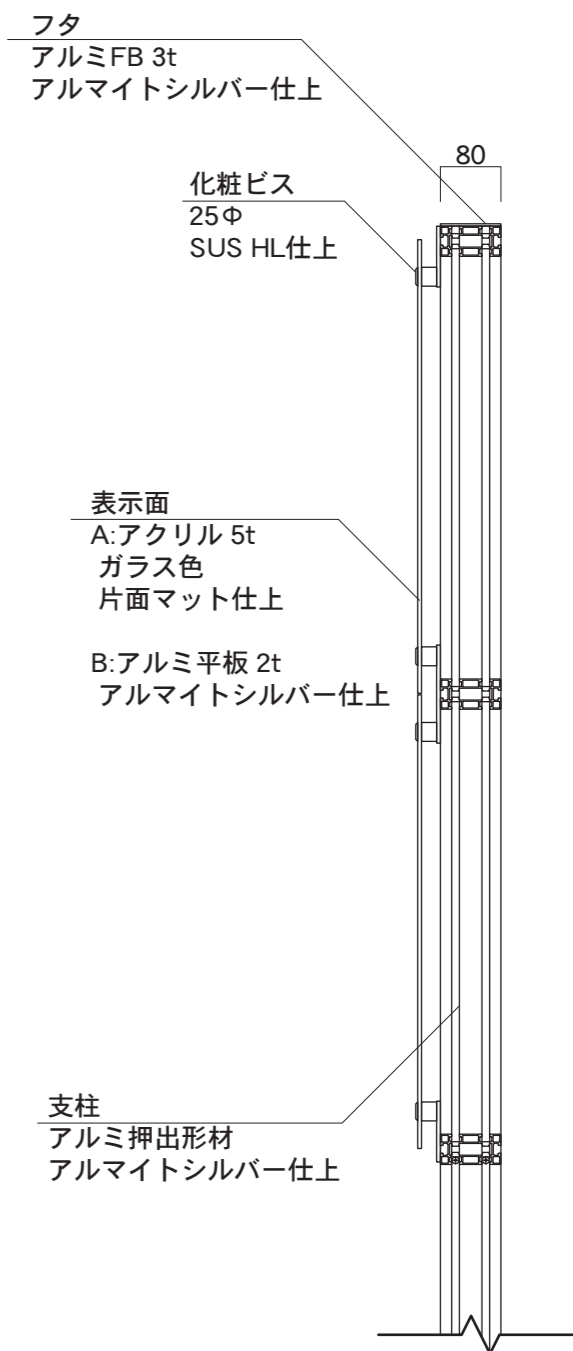 フタ
アルミFB 3t
アルマイトシルバー仕上
80
化粧ビス
25Φ
SUS HL仕上
表示面
A:アクリル 5t
ガラス色
片面マット仕上
B:アルミ平板 2t
アルマイトシルバー仕上
支柱
アルミ押出形材
アルマイトシルバー仕上